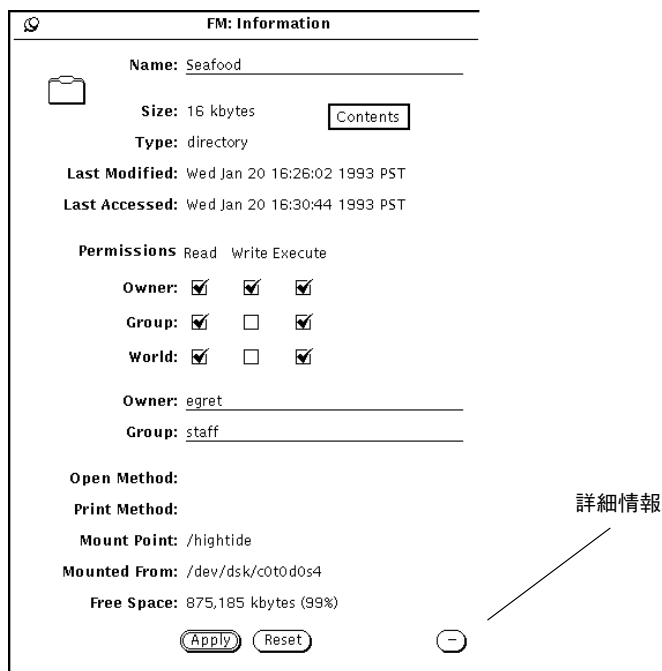 FM: Information
Name: Seafood
Size: 16 kbytes
Contents
Type: directory
Last Modified: Wed Jan 20 16:26:02 1993 PST
Last Accessed: Wed Jan 20 16:30:44 1993 PST
Permissions Read Write Execute
Owner:
Group:
World:
Owner: egret
Group: staff
Open Method:
Print Method:
詳細情報
Mount Point: /hightide
Mounted From: /dev/dsk/c0t0d0s4
Free Space: 875,185 kbytes (99%)
Apply Reset −